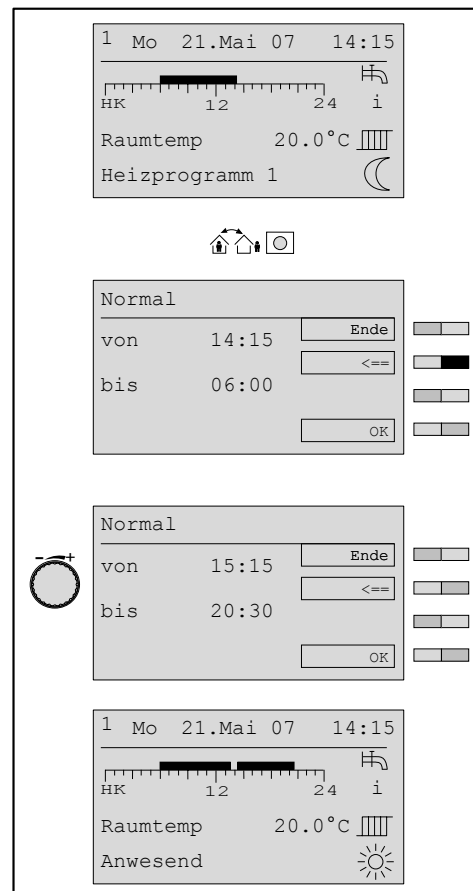 1 Mo 21.Mai 07 14:15
HK 12 24 i
Raumtemp 20.0°C
Heizprogramm 1
Normal
Ende
von 14:15
<==
bis 06:00
OK
- +
Normal
Ende
von 15:15
<==
bis 20:30
OK
1 Mo 21.Mai 07 14:15
HK 12 24 i
Raumtemp 20.0°C
Anwesend